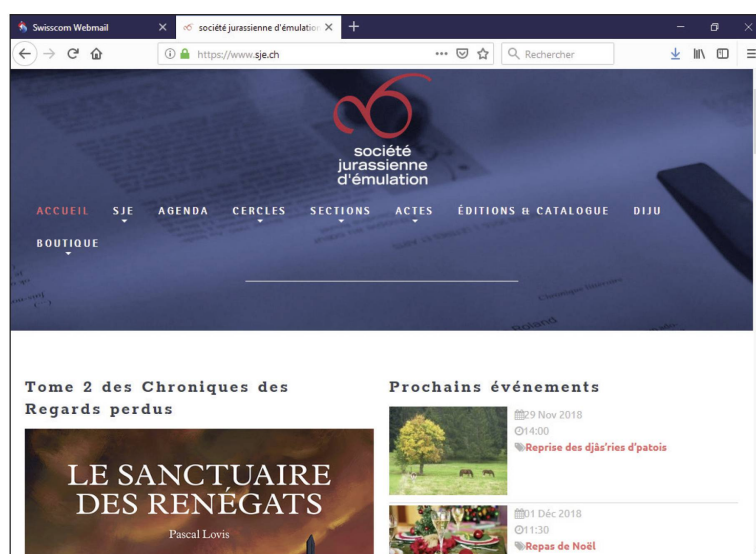 Swisscom Webmail
société jurassienne d'émulation
https://www.sje.ch
Rechercher
société
jurassienne
d'émulation
ACCUEIL SJE AGENDA CERCLES SECTIONS ACTES ÉDITIONS & CATALOGUE DIJU
BOUTIQUE
Tome 2 des Chroniques des
Regards perdus
LE SANCTUAIRE
DES RENÉGATS
Pascal Lovis
Prochains événements
29 Nov 2018
14:00
Reprise des djâs'ries d'patois
01 Déc 2018
11:30
Repas de Noël